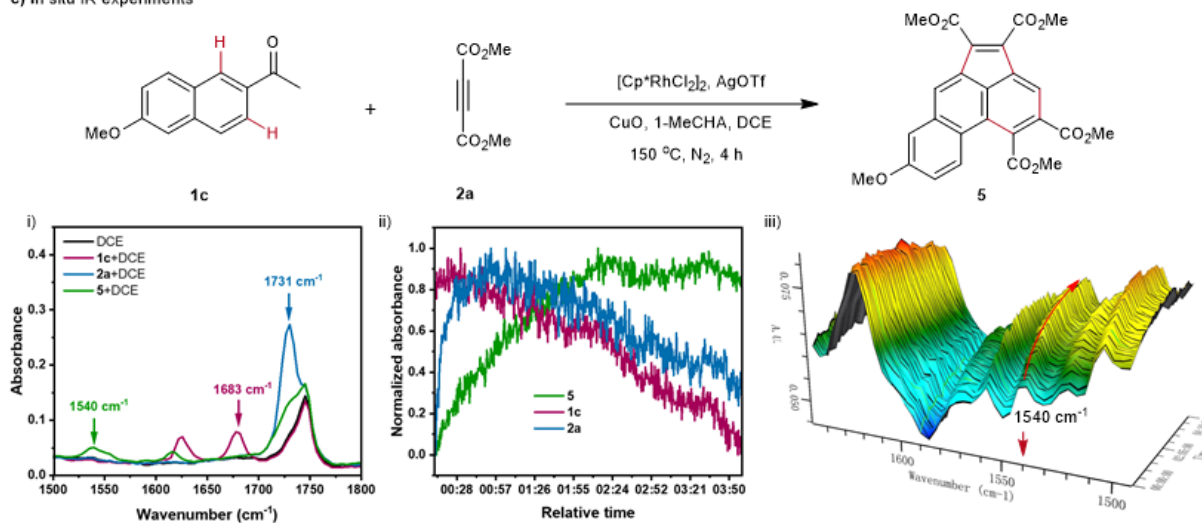 c) In situ IR experiments
H
O
H
MeO
1c
+
CO2Me
CO2Me
2a
[Cp*RhCl2]2, AgOTf
CuO, 1-MeCHA, DCE
150 oC, N2, 4 h
MeO2C
CO2Me
CO2Me
CO2Me
MeO
5
i)
DCE
1c+DCE
2a+DCE
5+DCE
1731 cm-1
1683 cm-1
1540 cm-1
Absorbance
0.4
0.3
0.2
0.1
0.0
1500 1550 1600 1650 1700 1750 1800
Wavenumber (cm-1)
ii)
Normalized absorbance
1.0
0.8
0.6
0.4
0.2
0.0
5
1c
2a
00:28 00:57 01:26 01:55 02:24 02:52 03:21 03:50
Relative time
iii)
0.075
A.U.
0.050
1540 cm-1
1600
1550
1500
Wavenumber (cm-1)